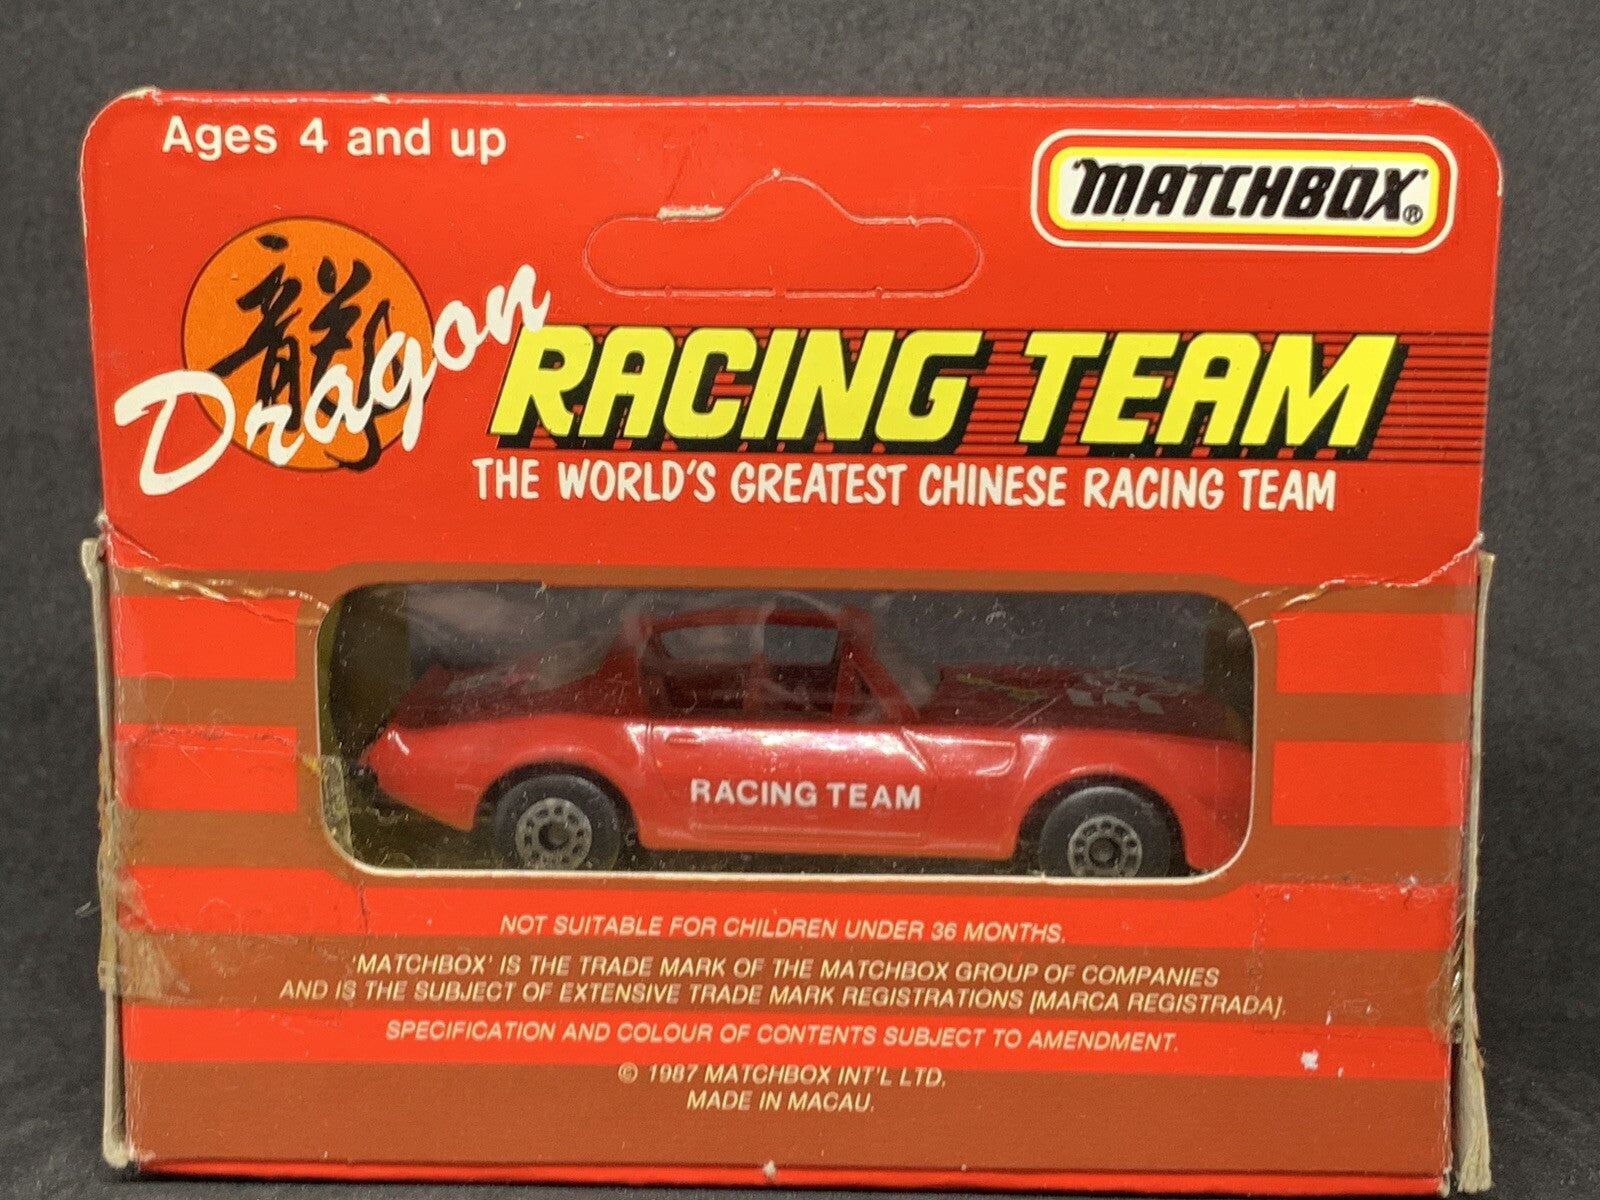 Ages 4 and up
MATCHBOX®
龍
Dragon
RACING TEAM
THE WORLD'S GREATEST CHINESE RACING TEAM
RACING TEAM
NOT SUITABLE FOR CHILDREN UNDER 36 MONTHS.
'MATCHBOX' IS THE TRADE MARK OF THE MATCHBOX GROUP OF COMPANIES
AND IS THE SUBJECT OF EXTENSIVE TRADE MARK REGISTRATIONS [MARCA REGISTRADA].
SPECIFICATION AND COLOUR OF CONTENTS SUBJECT TO AMENDMENT.
© 1987 MATCHBOX INT'L LTD.
MADE IN MACAU.